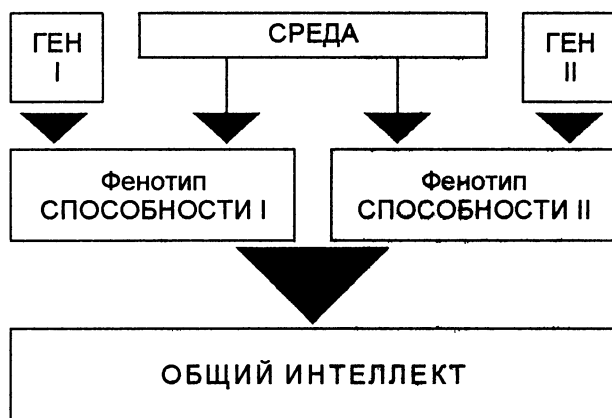 ГЕН
I
СРЕДА
ГЕН
II
Фенотип
СПОСОБНОСТИ I
Фенотип
СПОСОБНОСТИ II
ОБЩИЙ ИНТЕЛЛЕКТ